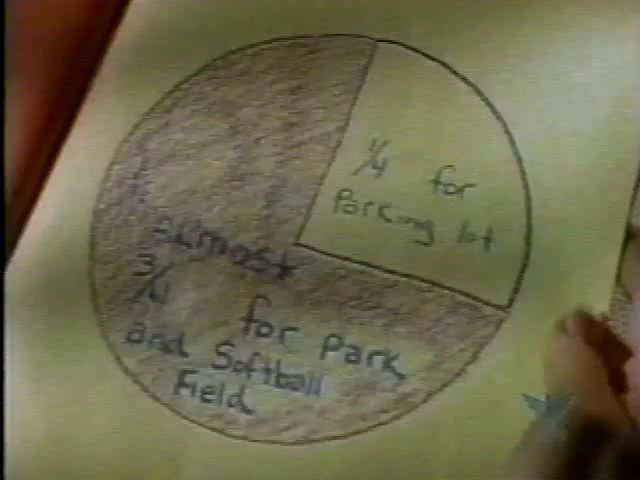 1/4 for
Parking lot
almost
3/4 for Park
and Softball
Field